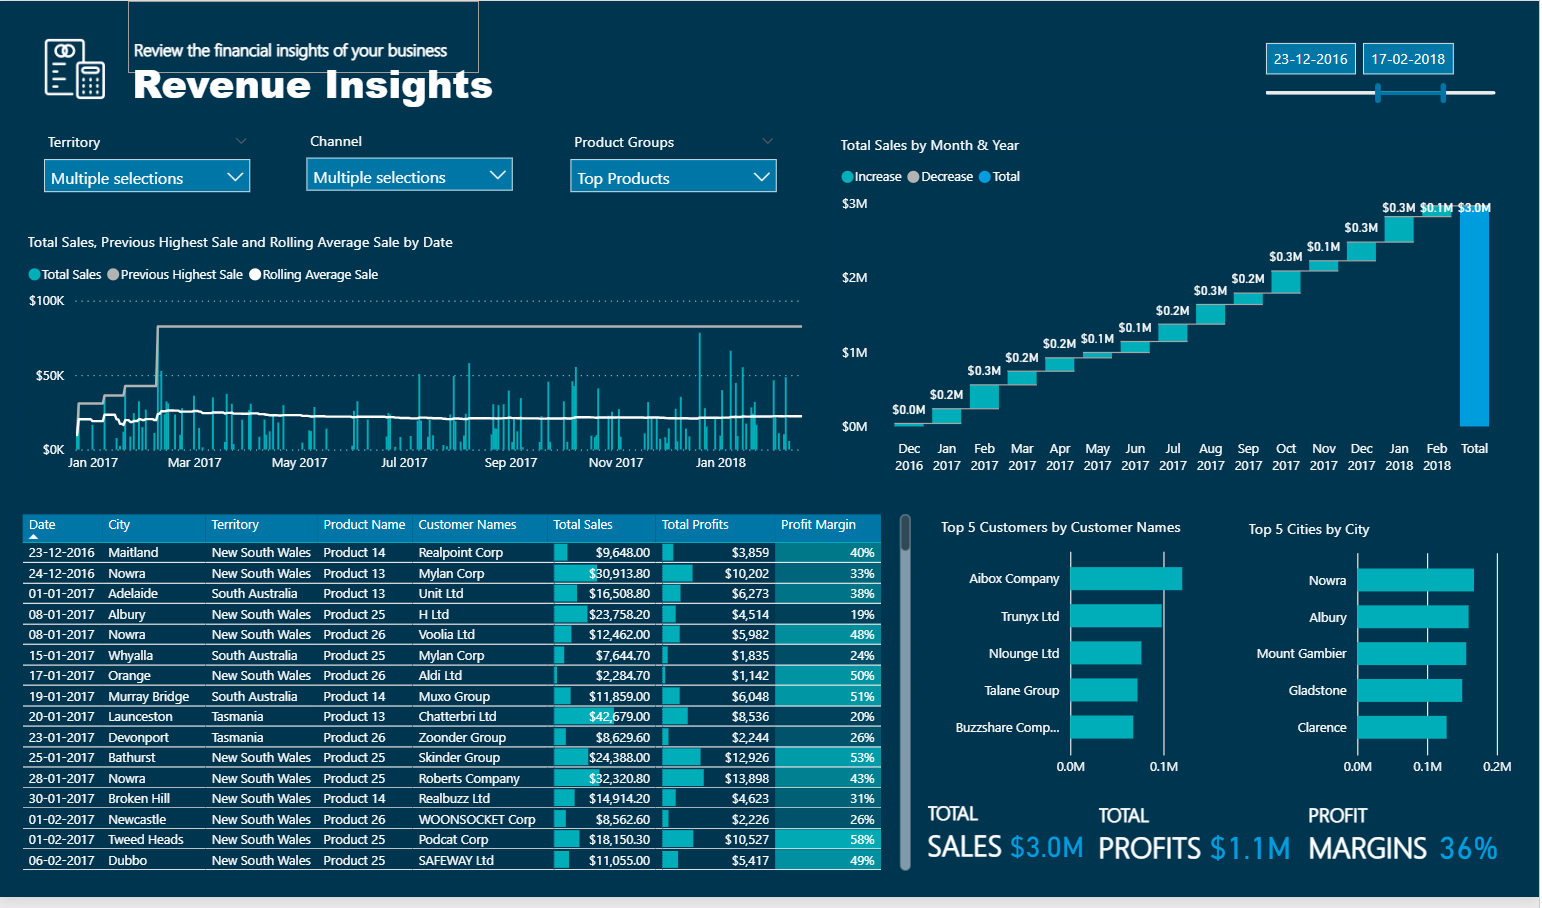 Review the financial insights of your business
Revenue Insights
23-12-2016 17-02-2018
Territory
Multiple selections
Channel
Multiple selections
Product Groups
Top Products
Total Sales, Previous Highest Sale and Rolling Average Sale by Date
Total Sales Previous Highest Sale Rolling Average Sale
$100K
$50K
$0K
Jan 2017 Mar 2017 May 2017 Jul 2017 Sep 2017 Nov 2017 Jan 2018
Total Sales by Month & Year
Increase Decrease Total
$3M
$2M
$1M
$0M
$0.0M $0.2M $0.3M $0.2M $0.2M $0.1M $0.1M $0.2M $0.3M $0.2M $0.3M $0.1M $0.3M $0.3M $0.1M $3.0M
Dec 2016 Jan 2017 Feb 2017 Mar 2017 Apr 2017 May 2017 Jun 2017 Jul 2017 Aug 2017 Sep 2017 Oct 2017 Nov 2017 Dec 2017 Jan 2018 Feb 2018 Total
Date City Territory Product Name Customer Names Total Sales Total Profits Profit Margin
23-12-2016 Maitland New South Wales Product 14 Realpoint Corp $9,648.00 $3,859 40%
24-12-2016 Nowra New South Wales Product 13 Mylan Corp $30,913.80 $10,202 33%
01-01-2017 Adelaide South Australia Product 13 Unit Ltd $16,508.80 $6,273 38%
08-01-2017 Albury New South Wales Product 25 H Ltd $23,758.20 $4,514 19%
08-01-2017 Nowra New South Wales Product 26 Voolia Ltd $12,462.00 $5,982 48%
15-01-2017 Whyalla South Australia Product 25 Mylan Corp $7,644.70 $1,835 24%
17-01-2017 Orange New South Wales Product 26 Aldi Ltd $2,284.70 $1,142 50%
19-01-2017 Murray Bridge South Australia Product 14 Muxo Group $11,859.00 $6,048 51%
20-01-2017 Launceston Tasmania Product 13 Chatterbri Ltd $42,679.00 $8,536 20%
23-01-2017 Devonport Tasmania Product 26 Zoonder Group $8,629.60 $2,244 26%
25-01-2017 Bathurst New South Wales Product 25 Skinder Group $24,388.00 $12,926 53%
28-01-2017 Nowra New South Wales Product 25 Roberts Company $32,320.80 $13,898 43%
30-01-2017 Broken Hill New South Wales Product 14 Realbuzz Ltd $14,914.20 $4,623 31%
01-02-2017 Newcastle New South Wales Product 26 WOONSOCKET Corp $8,562.60 $2,226 26%
01-02-2017 Tweed Heads New South Wales Product 25 Podcat Corp $18,150.30 $10,527 58%
06-02-2017 Dubbo New South Wales Product 25 SAFEWAY Ltd $11,055.00 $5,417 49%
Top 5 Customers by Customer Names
Aibox Company
Trunyx Ltd
Nlounge Ltd
Talane Group
Buzzshare Comp...
0.0M 0.1M
Top 5 Cities by City
Nowra
Albury
Mount Gambier
Gladstone
Clarence
0.0M 0.1M 0.2M
TOTAL
SALES $3.0M
TOTAL
PROFITS $1.1M
PROFIT
MARGINS 36%